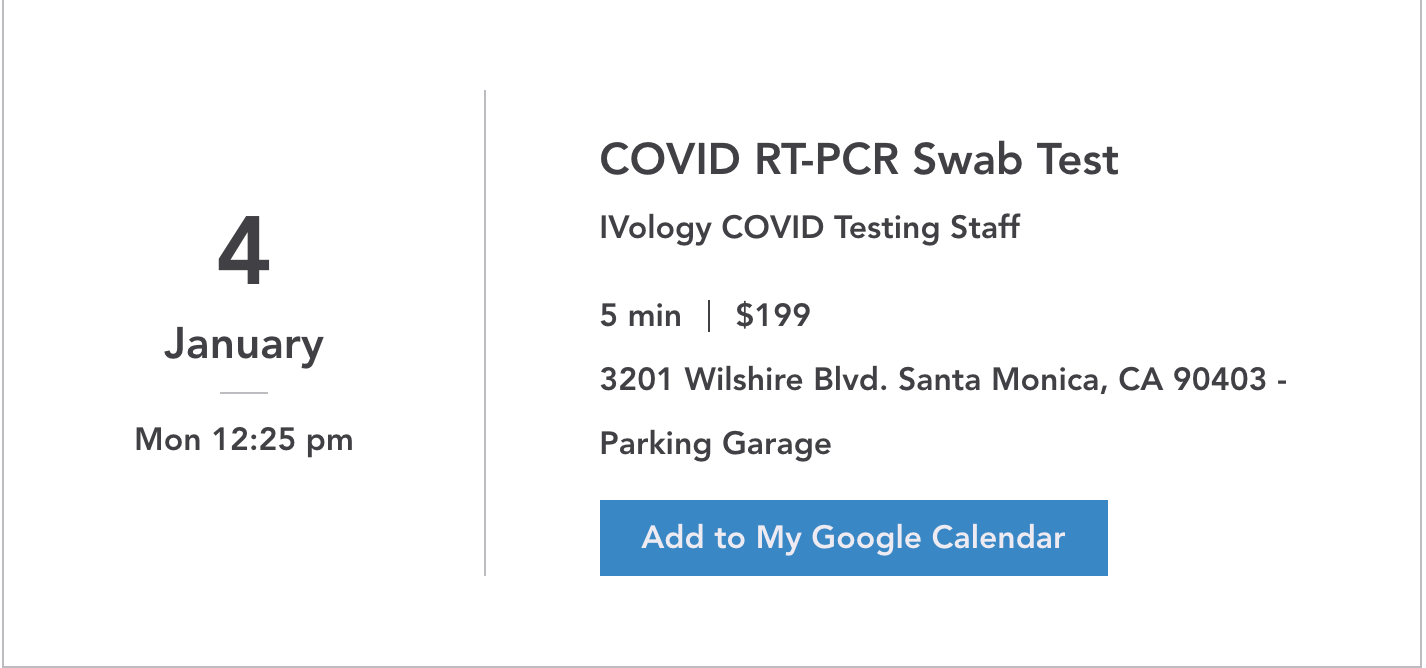 4
January
Mon 12:25 pm
COVID RT-PCR Swab Test
IVology COVID Testing Staff
5 min | $199
3201 Wilshire Blvd. Santa Monica, CA 90403 -
Parking Garage
Add to My Google Calendar